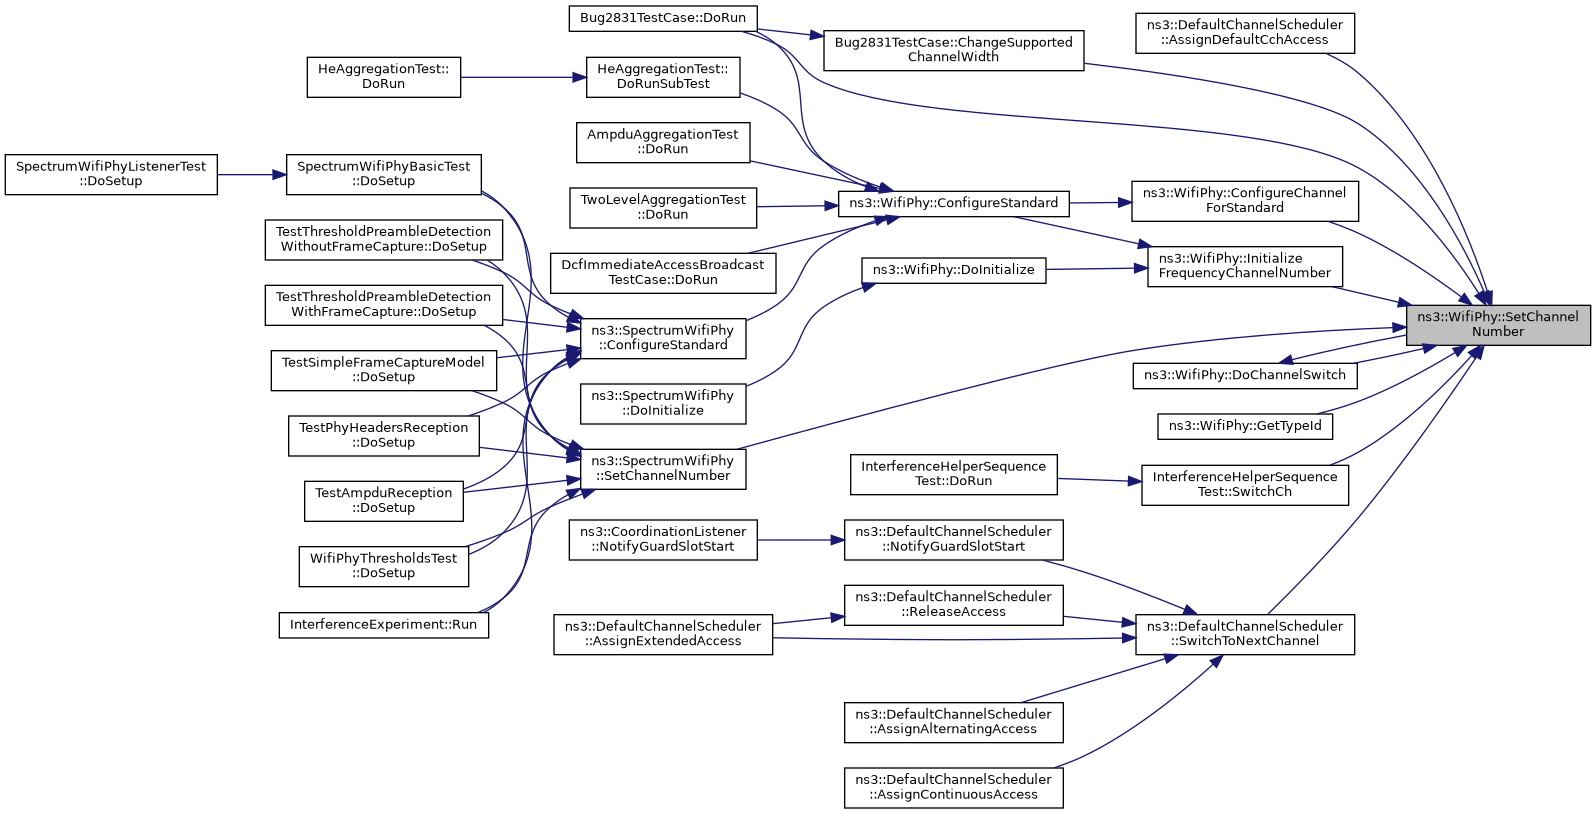 Bug2831TestCase::DoRun
ns3::DefaultChannelScheduler
::AssignDefaultCchAccess
Bug2831TestCase::ChangeSupported
ChannelWidth
HeAggregationTest::
DoRun
HeAggregationTest::
DoRunSubTest
AmpduAggregationTest
::DoRun
SpectrumWifiPhyListenerTest
::DoSetup
SpectrumWifiPhyBasicTest
::DoSetup
TwoLevelAggregationTest
::DoRun
ns3::WifiPhy::ConfigureStandard
ns3::WifiPhy::ConfigureChannel
ForStandard
TestThresholdPreambleDetection
WithoutFrameCapture::DoSetup
DcfImmediateAccessBroadcast
TestCase::DoRun
ns3::WifiPhy::DoInitialize
ns3::WifiPhy::Initialize
FrequencyChannelNumber
TestThresholdPreambleDetection
WithFrameCapture::DoSetup
ns3::SpectrumWifiPhy
::ConfigureStandard
ns3::WifiPhy::SetChannel
Number
TestSimpleFrameCaptureModel
::DoSetup
ns3::SpectrumWifiPhy
::DoInitialize
ns3::WifiPhy::DoChannelSwitch
TestPhyHeadersReception
::DoSetup
ns3::WifiPhy::GetTypeId
ns3::SpectrumWifiPhy
::SetChannelNumber
InterferenceHelperSequence
Test::DoRun
InterferenceHelperSequence
Test::SwitchCh
TestAmpduReception
::DoSetup
ns3::CoordinationListener
::NotifyGuardSlotStart
ns3::DefaultChannelScheduler
::NotifyGuardSlotStart
WifiPhyThresholdsTest
::DoSetup
ns3::DefaultChannelScheduler
::ReleaseAccess
InterferenceExperiment::Run
ns3::DefaultChannelScheduler
::AssignExtendedAccess
ns3::DefaultChannelScheduler
::SwitchToNextChannel
ns3::DefaultChannelScheduler
::AssignAlternatingAccess
ns3::DefaultChannelScheduler
::AssignContinuousAccess